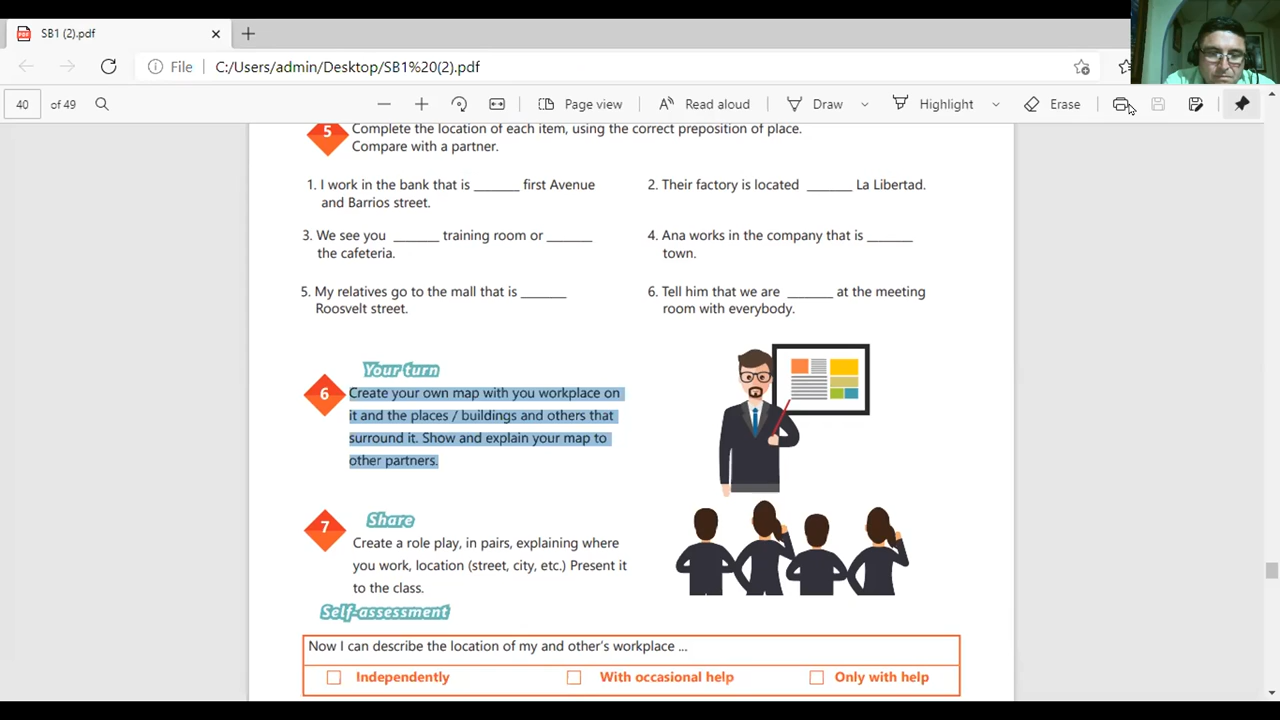 SB1 (2).pdf
File C:/Users/admin/Desktop/SB1%20(2).pdf
40 of 49 Page view Read aloud Draw Highlight Erase
5 Complete the location of each item, using the correct preposition of place.
Compare with a partner.
1. I work in the bank that is _______ first Avenue
and Barrios street.
2. Their factory is located _______ La Libertad.
3. We see you _______ training room or _______
the cafeteria.
4. Ana works in the company that is _______
town.
5. My relatives go to the mall that is _______
Roosvelt street.
6. Tell him that we are _______ at the meeting
room with everybody.
Your turn
6 Create your own map with you workplace on
it and the places / buildings and others that
surround it. Show and explain your map to
other partners.
7 Share
Create a role play, in pairs, explaining where
you work, location (street, city, etc.) Present it
to the class.
Self-assessment
Now I can describe the location of my and other's workplace ...
Independently With occasional help Only with help